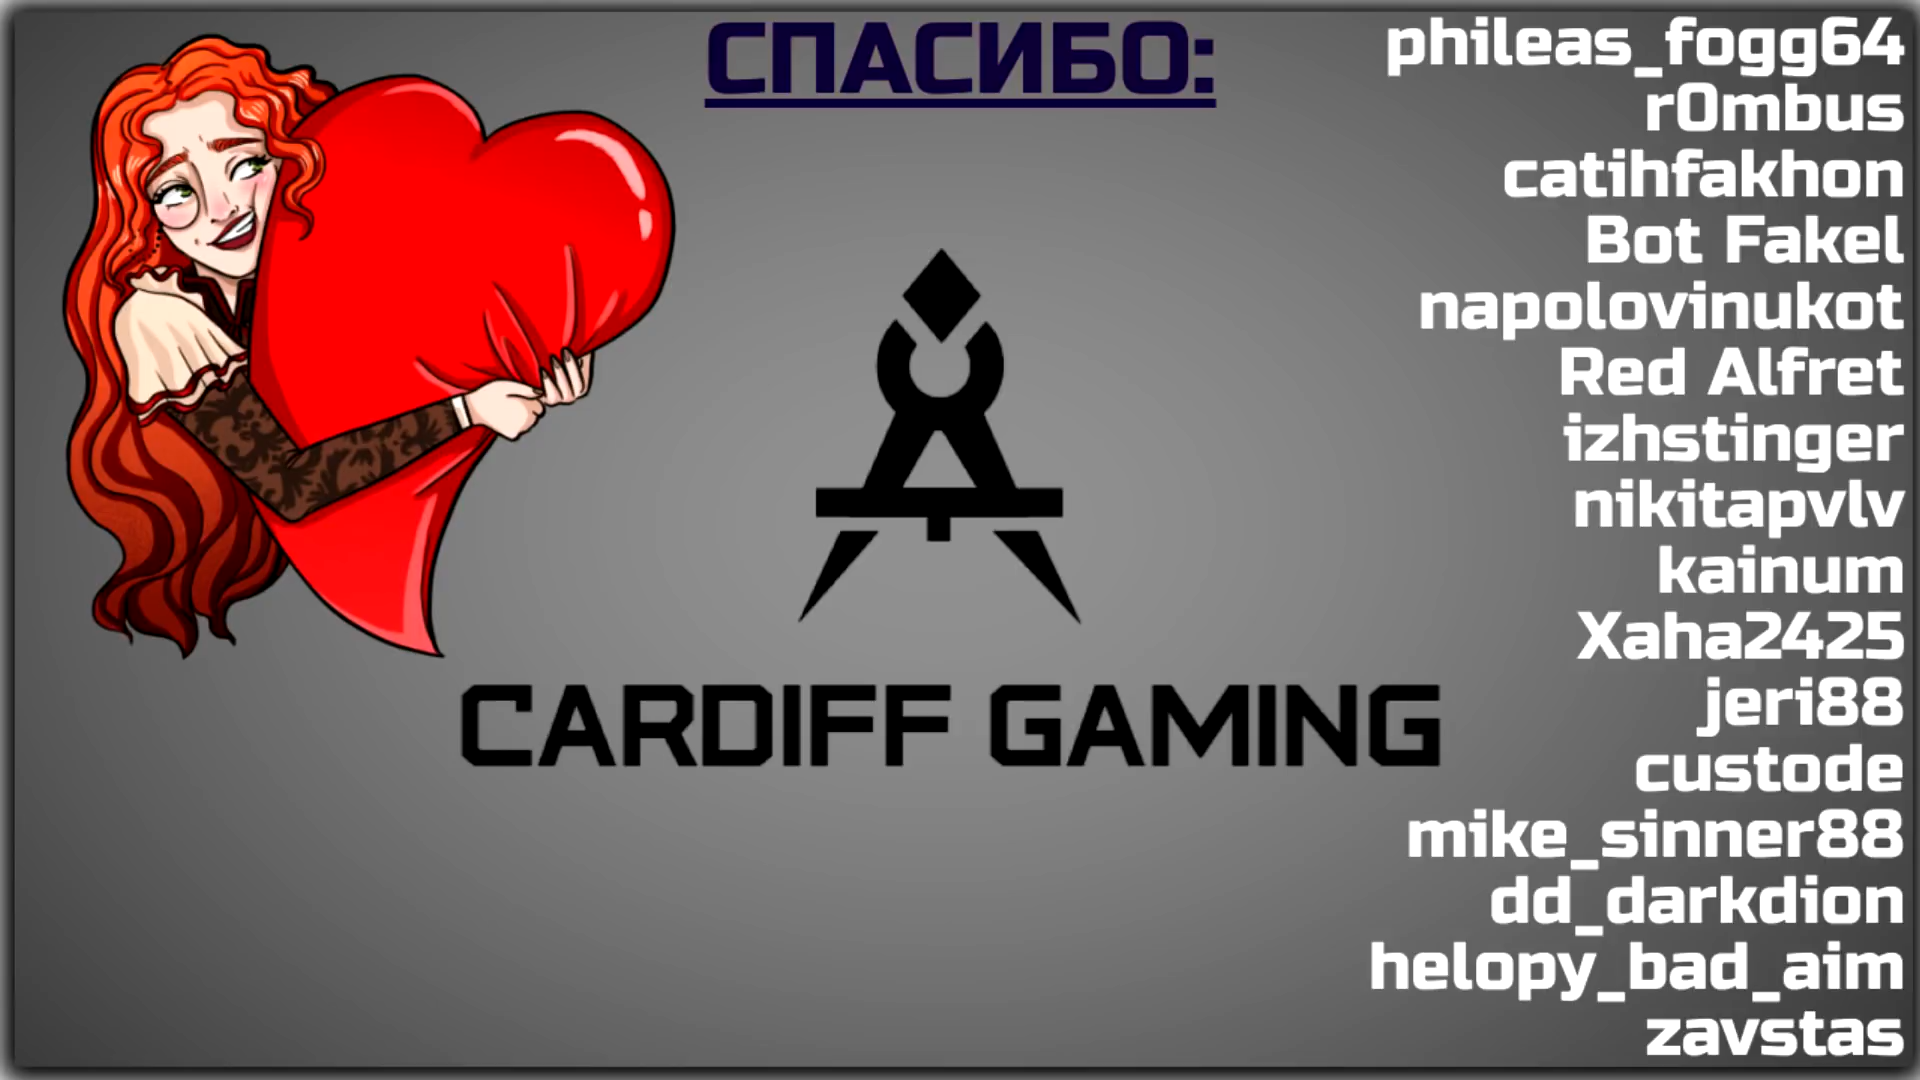 СПАСИБО:
phileas_fogg64
r0mbus
catihfakhon
Bot Fakel
napolovinukot
Red Alfret
izhstinger
nikitapvlv
kainum
Xaha2425
jeri88
custode
mike_sinner88
dd_darkdion
helopy_bad_aim
zavstas
CARDIFF GAMING